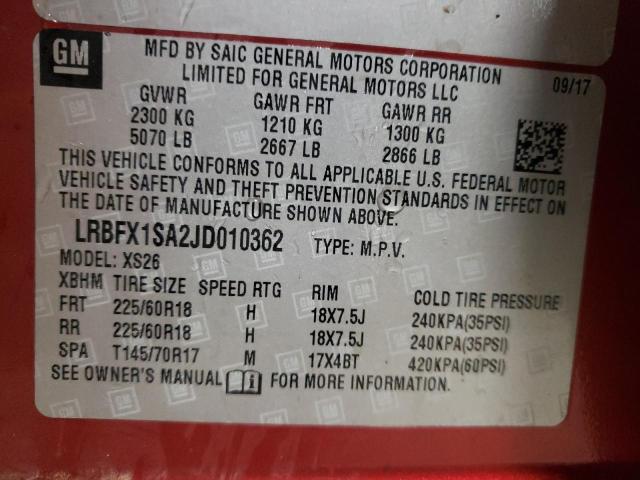 GM
MFD BY SAIC GENERAL MOTORS CORPORATION
LIMITED FOR GENERAL MOTORS LLC
09/17
GVWR GAWR FRT GAWR RR
2300 KG 1210 KG 1300 KG
5070 LB 2667 LB 2866 LB
THIS VEHICLE CONFORMS TO ALL APPLICABLE U.S. FEDERAL MOTOR
VEHICLE SAFETY AND THEFT PREVENTION STANDARDS IN EFFECT ON
THE DATE OF MANUFACTURE SHOWN ABOVE.
LRBFX1SA2JD010362 TYPE: M.P.V.
MODEL: XS26
XBHM TIRE SIZE SPEED RTG RIM COLD TIRE PRESSURE
FRT 225/60R18 H 18X7.5J 240KPA(35PSI)
RR 225/60R18 H 18X7.5J 240KPA(35PSI)
SPA T145/70R17 M 17X4BT 420KPA(60PSI)
SEE OWNER'S MANUAL FOR MORE INFORMATION